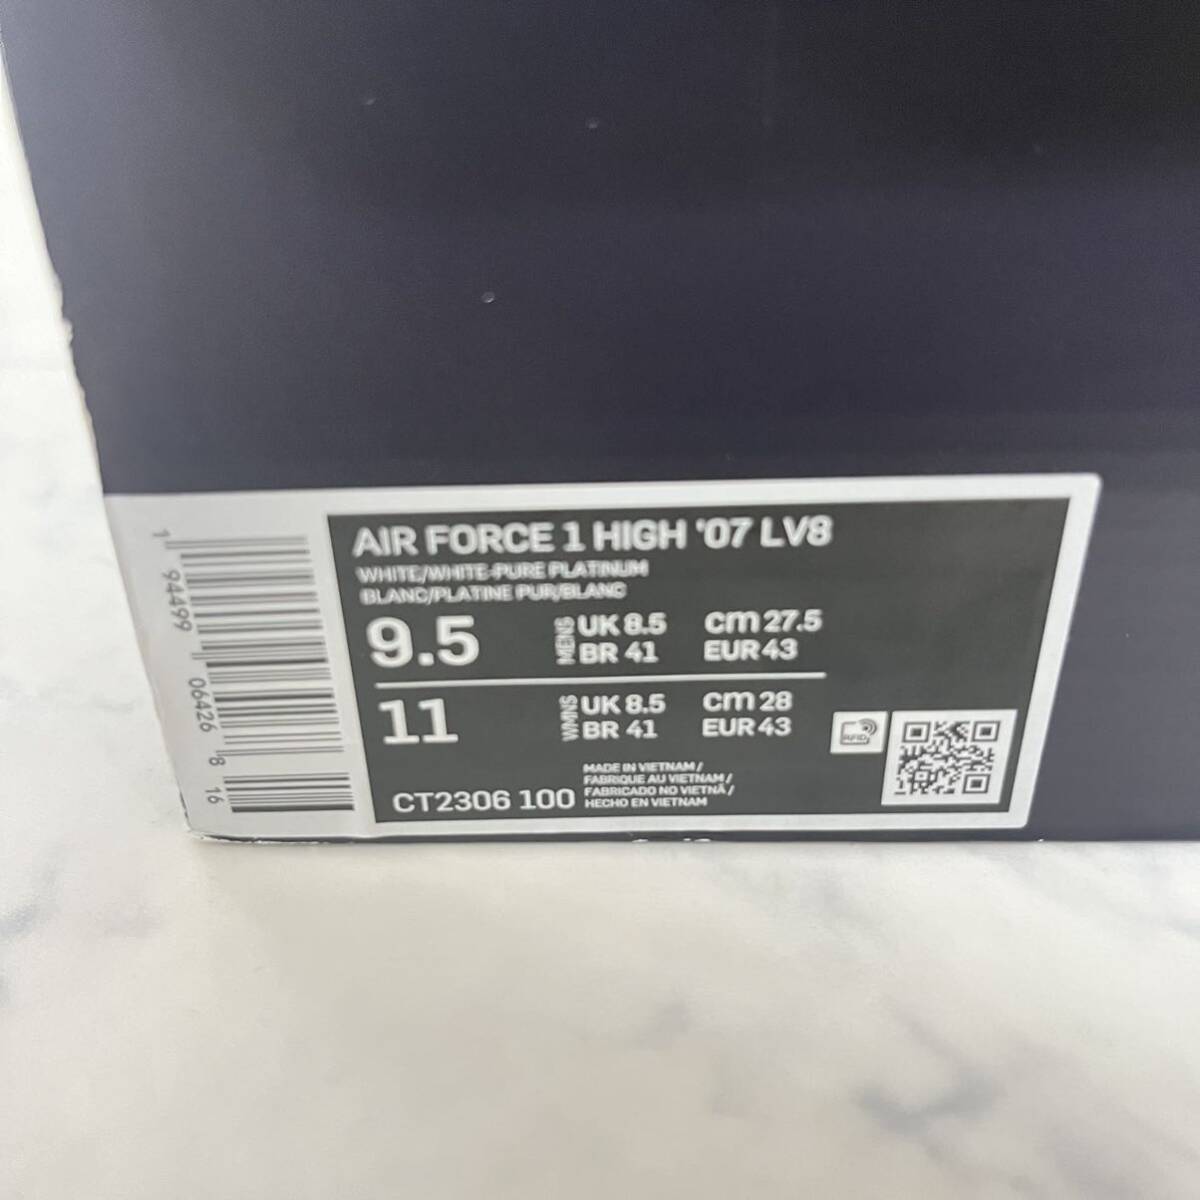 AIR FORCE 1 HIGH '07 LV8
WHITE/WHITE-PURE PLATINUM
BLANC/PLATINE PUR/BLANC
9.5 MENS UK 8.5 cm 27.5
BR 41 EUR 43
11 WMNS UK 8.5 cm 28
BR 41 EUR 43
RFID
CT2306 100
MADE IN VIETNAM /
FABRIQUE AU VIETNAM /
FABRICADO NO VIETNÃ /
HECHO EN VIETNAM
1 94499 06426 8 16